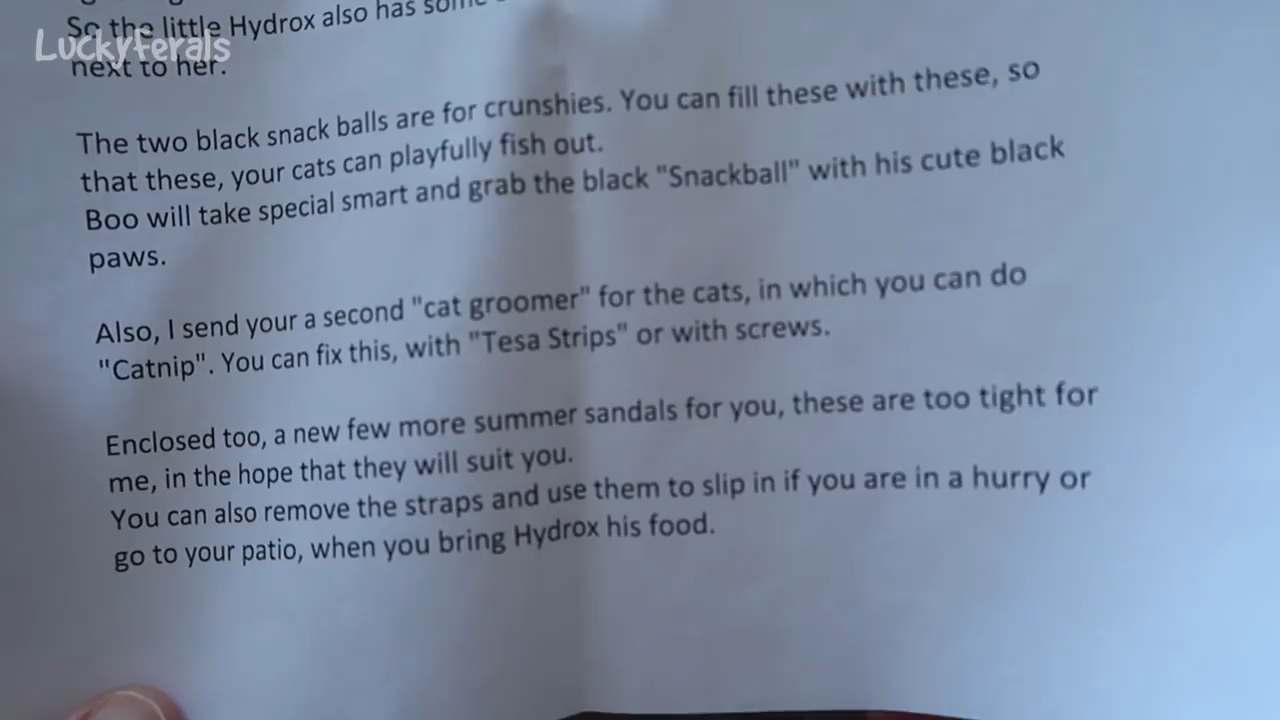 So the little Hydrox also has some
Luckyferals
next to her.
The two black snack balls are for crunshies. You can fill these with these, so
that these, your cats can playfully fish out.
Boo will take special smart and grab the black "Snackball" with his cute black
paws.
Also, I send your a second "cat groomer" for the cats, in which you can do
"Catnip". You can fix this, with "Tesa Strips" or with screws.
Enclosed too, a new few more summer sandals for you, these are too tight for
me, in the hope that they will suit you.
You can also remove the straps and use them to slip in if you are in a hurry or
go to your patio, when you bring Hydrox his food.